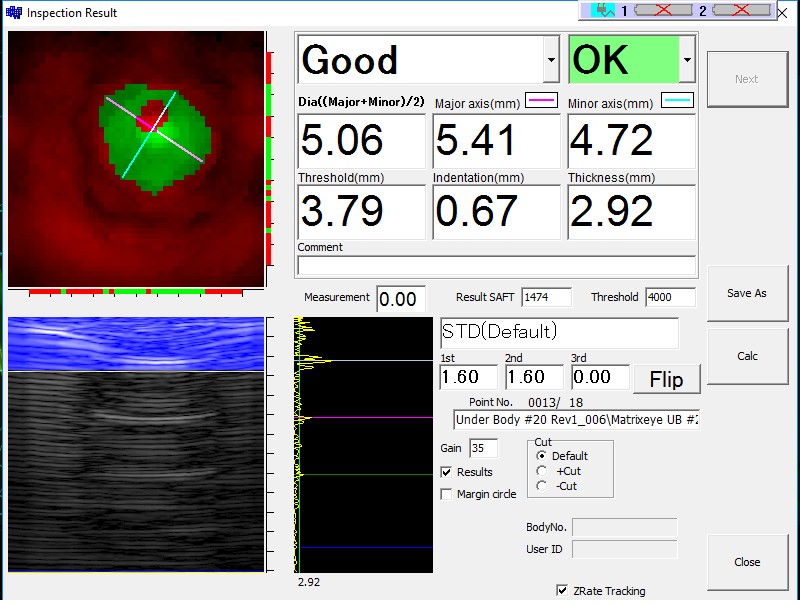 Inspection Result
1 2
Good OK
Next
Dia((Major+Minor)/2) Major axis(mm) Minor axis(mm)
5.06 5.41 4.72
Threshold(mm) Indentation(mm) Thickness(mm)
3.79 0.67 2.92
Comment
Measurement 0.00 Result SAFT 1474 Threshold 4000
Save As
STD(Default)
Calc
1st 2nd 3rd
1.60 1.60 0.00 Flip
Point No. 0013/ 18
Under Body #20 Rev1_006\Matrixeye UB #2
Gain 35
Cut
Default
Results
+Cut
-Cut
Margin circle
BodyNo.
User ID
Close
2.92
ZRate Tracking